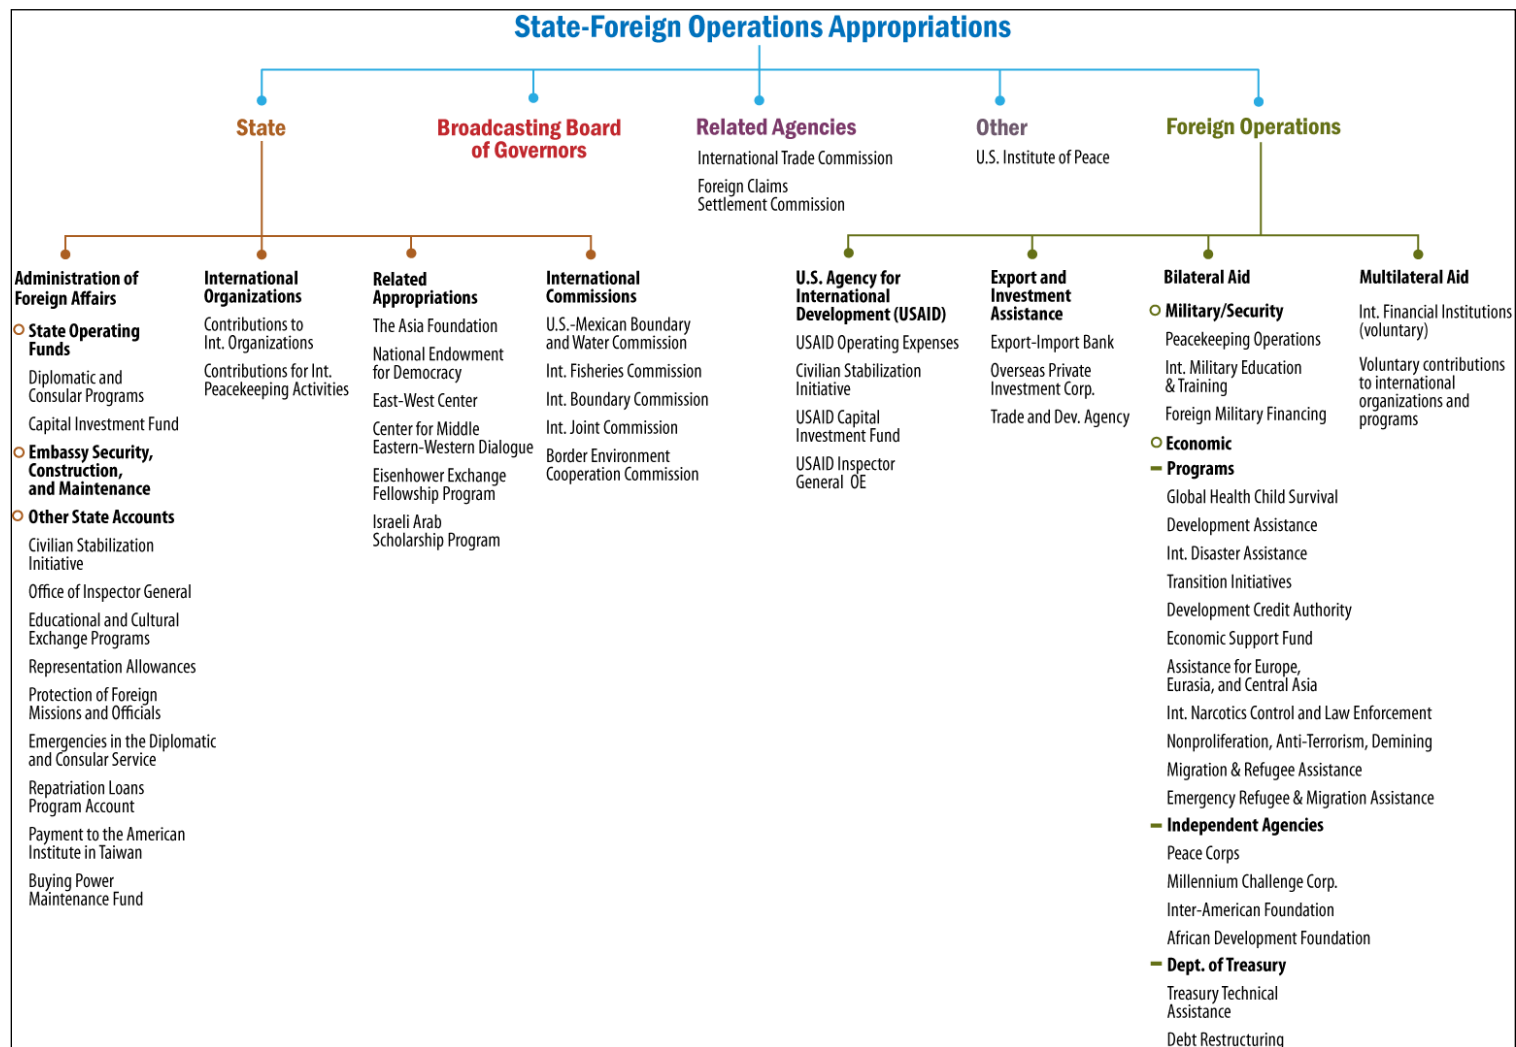 State-Foreign Operations Appropriations
State
Broadcasting Board
of Governors
Related Agencies
International Trade Commission
Foreign Claims
Settlement Commission
Other
U.S. Institute of Peace
Foreign Operations
Administration of
Foreign Affairs
State Operating
Funds
Diplomatic and
Consular Programs
Capital Investment Fund
Embassy Security,
Construction,
and Maintenance
Other State Accounts
Civilian Stabilization
Initiative
Office of Inspector General
Educational and Cultural
Exchange Programs
Representation Allowances
Protection of Foreign
Missions and Officials
Emergencies in the Diplomatic
and Consular Service
Repatriation Loans
Program Account
Payment to the American
Institute in Taiwan
Buying Power
Maintenance Fund
International
Organizations
Contributions to
Int. Organizations
Contributions for Int.
Peacekeeping Activities
Related
Appropriations
The Asia Foundation
National Endowment
for Democracy
East-West Center
Center for Middle
Eastern-Western Dialogue
Eisenhower Exchange
Fellowship Program
Israeli Arab
Scholarship Program
International
Commissions
U.S.-Mexican Boundary
and Water Commission
Int. Fisheries Commission
Int. Boundary Commission
Int. Joint Commission
Border Environment
Cooperation Commission
U.S. Agency for
International
Development (USAID)
USAID Operating Expenses
Civilian Stabilization
Initiative
USAID Capital
Investment Fund
USAID Inspector
General OE
Export and
Investment
Assistance
Export-Import Bank
Overseas Private
Investment Corp.
Trade and Dev. Agency
Bilateral Aid
Military/Security
Peacekeeping Operations
Int. Military Education
& Training
Foreign Military Financing
Economic
Programs
Global Health Child Survival
Development Assistance
Int. Disaster Assistance
Transition Initiatives
Development Credit Authority
Economic Support Fund
Assistance for Europe,
Eurasia, and Central Asia
Int. Narcotics Control and Law Enforcement
Nonproliferation, Anti-Terrorism, Demining
Migration & Refugee Assistance
Emergency Refugee & Migration Assistance
Independent Agencies
Peace Corps
Millennium Challenge Corp.
Inter-American Foundation
African Development Foundation
Dept. of Treasury
Treasury Technical
Assistance
Debt Restructuring
Multilateral Aid
Int. Financial Institutions
(voluntary)
Voluntary contributions
to international
organizations and
programs